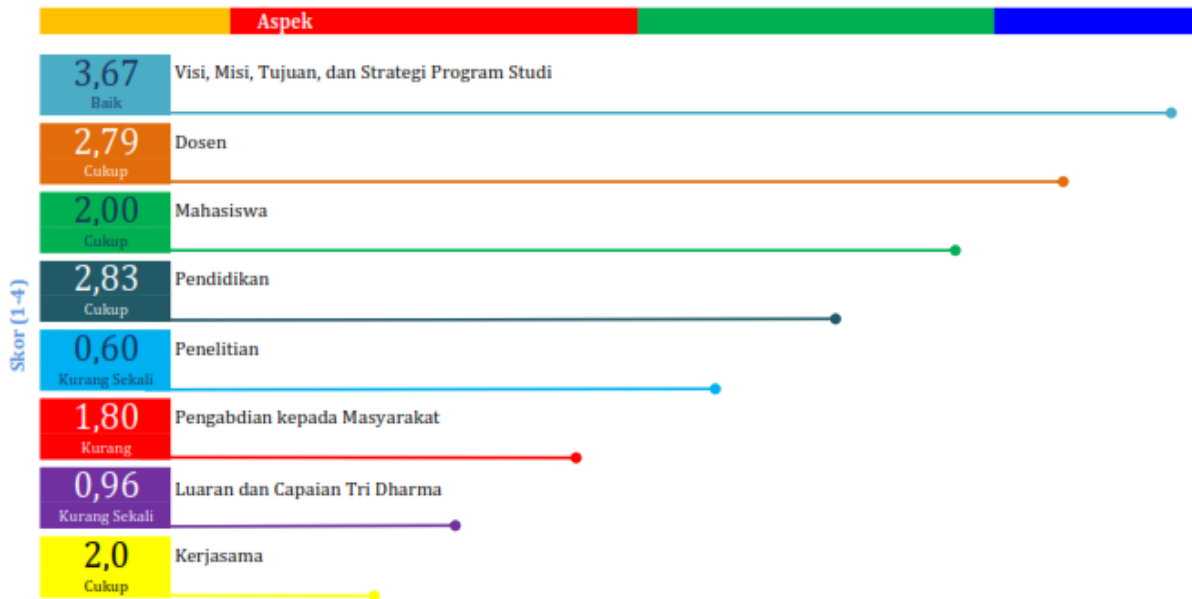 Aspek
3,67
Baik
Visi, Misi, Tujuan, dan Strategi Program Studi
2,79
Cukup
Dosen
2,00
Cukup
Mahasiswa
2,83
Cukup
Pendidikan
0,60
Kurang Sekali
Penelitian
1,80
Kurang
Pengabdian kepada Masyarakat
0,96
Kurang Sekali
Luaran dan Capaian Tri Dharma
2,0
Cukup
Kerjasama
Skor (1-4)